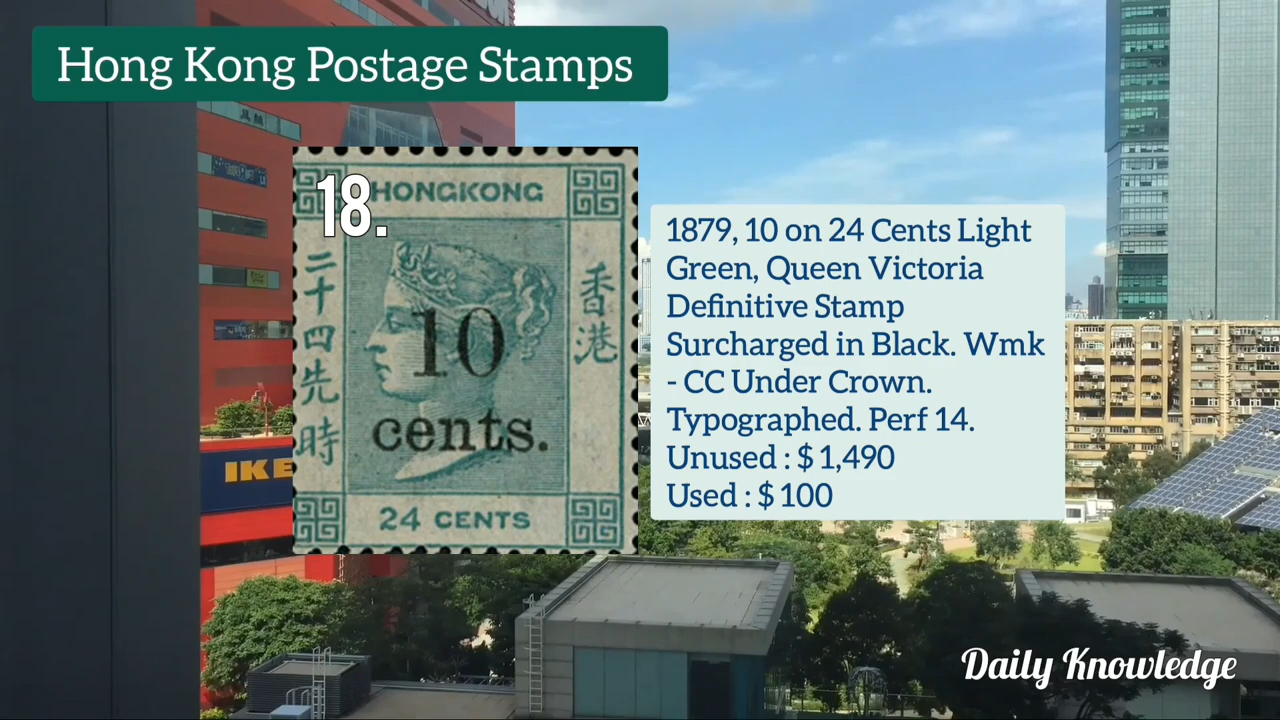 Hong Kong Postage Stamps
18.
HONGKONG
二十四先時
香港
10
cents.
24 CENTS
1879, 10 on 24 Cents Light
Green, Queen Victoria
Definitive Stamp
Surcharged in Black. Wmk
- CC Under Crown.
Typographed. Perf 14.
Unused : $ 1,490
Used : $ 100
IKE
Daily Knowledge